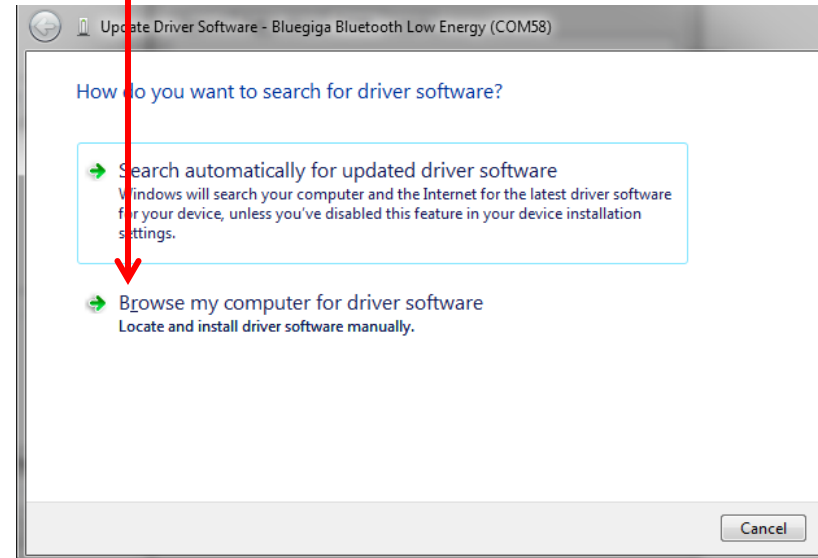 Update Driver Software - Bluegiga Bluetooth Low Energy (COM58)
How do you want to search for driver software?
Search automatically for updated driver software
Windows will search your computer and the Internet for the latest driver software
for your device, unless you've disabled this feature in your device installation
settings.
Browse my computer for driver software
Locate and install driver software manually.
Cancel